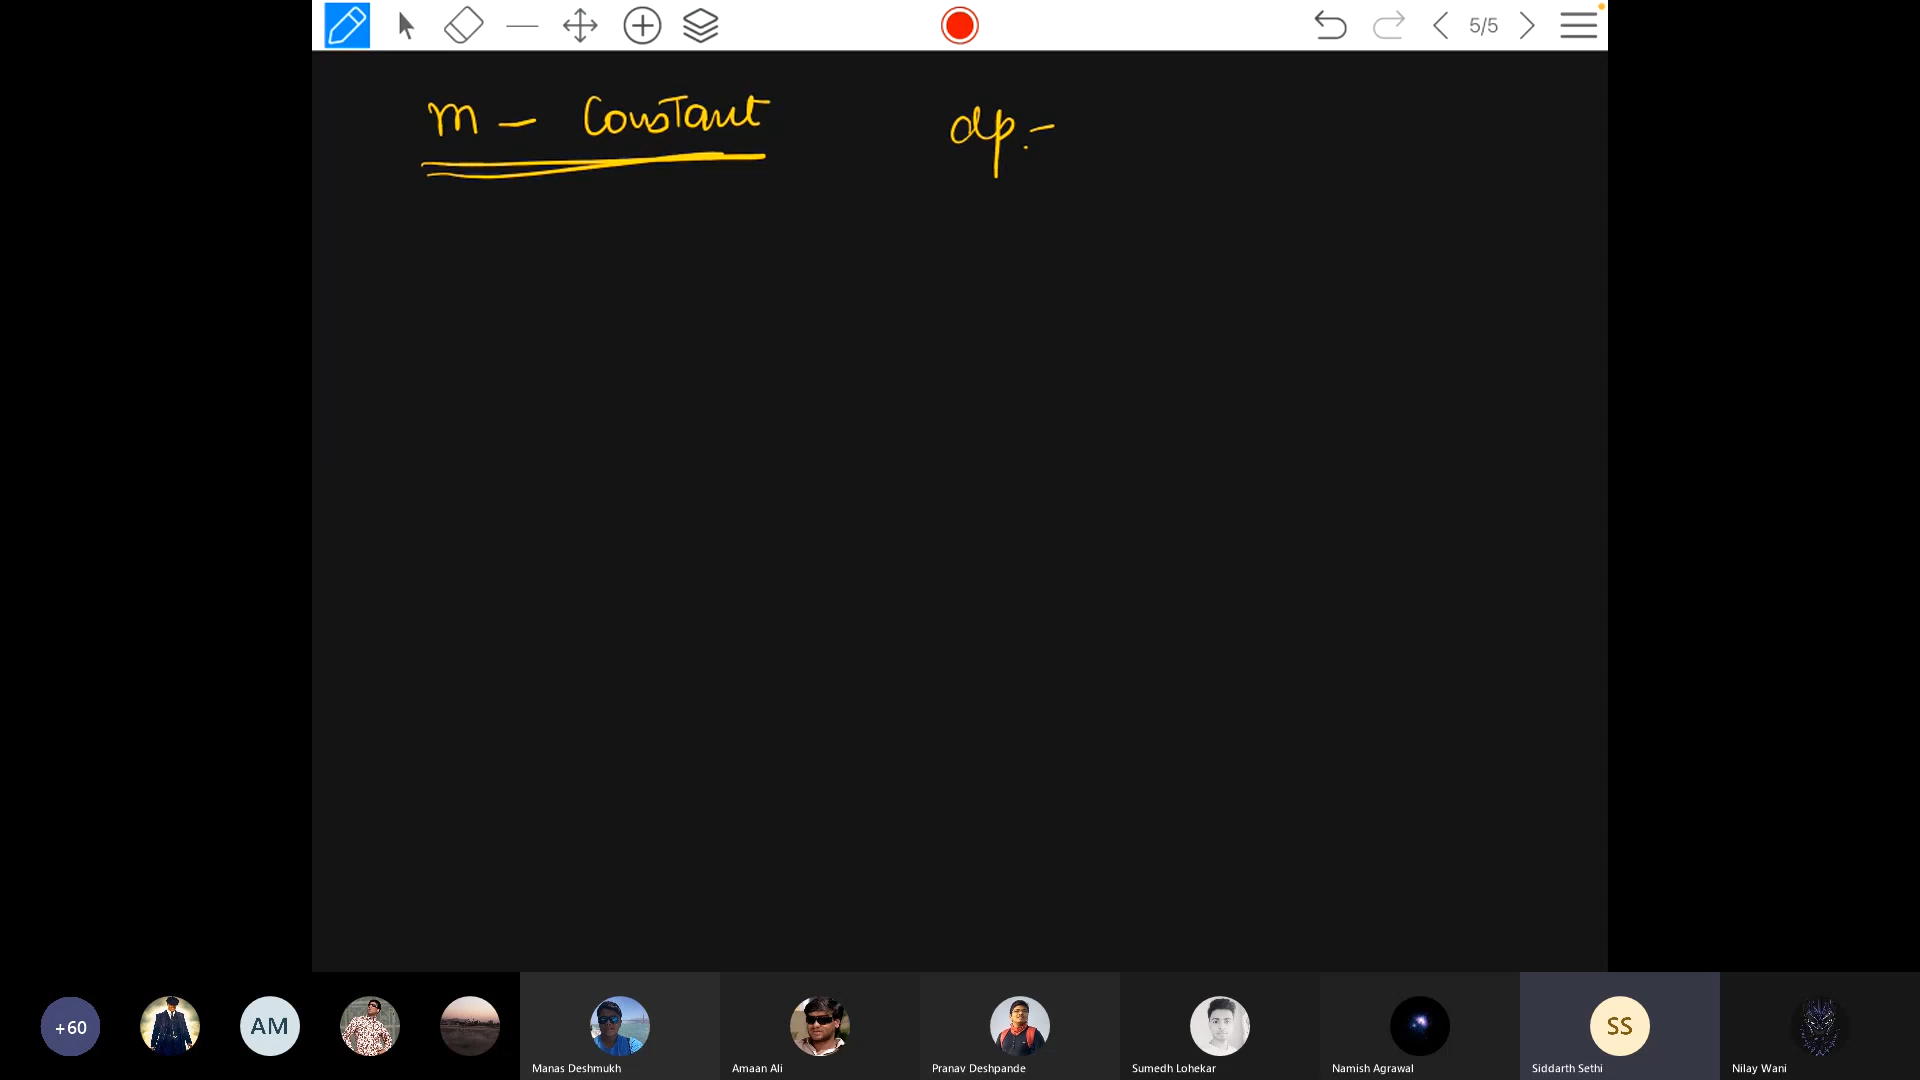 5/5
m - Constant
dp. -
+60
AM
SS
Manas Deshmukh
Amaan Ali
Pranav Deshpande
Sumedh Lohekar
Namish Agrawal
Siddarth Sethi
Nilay Wani